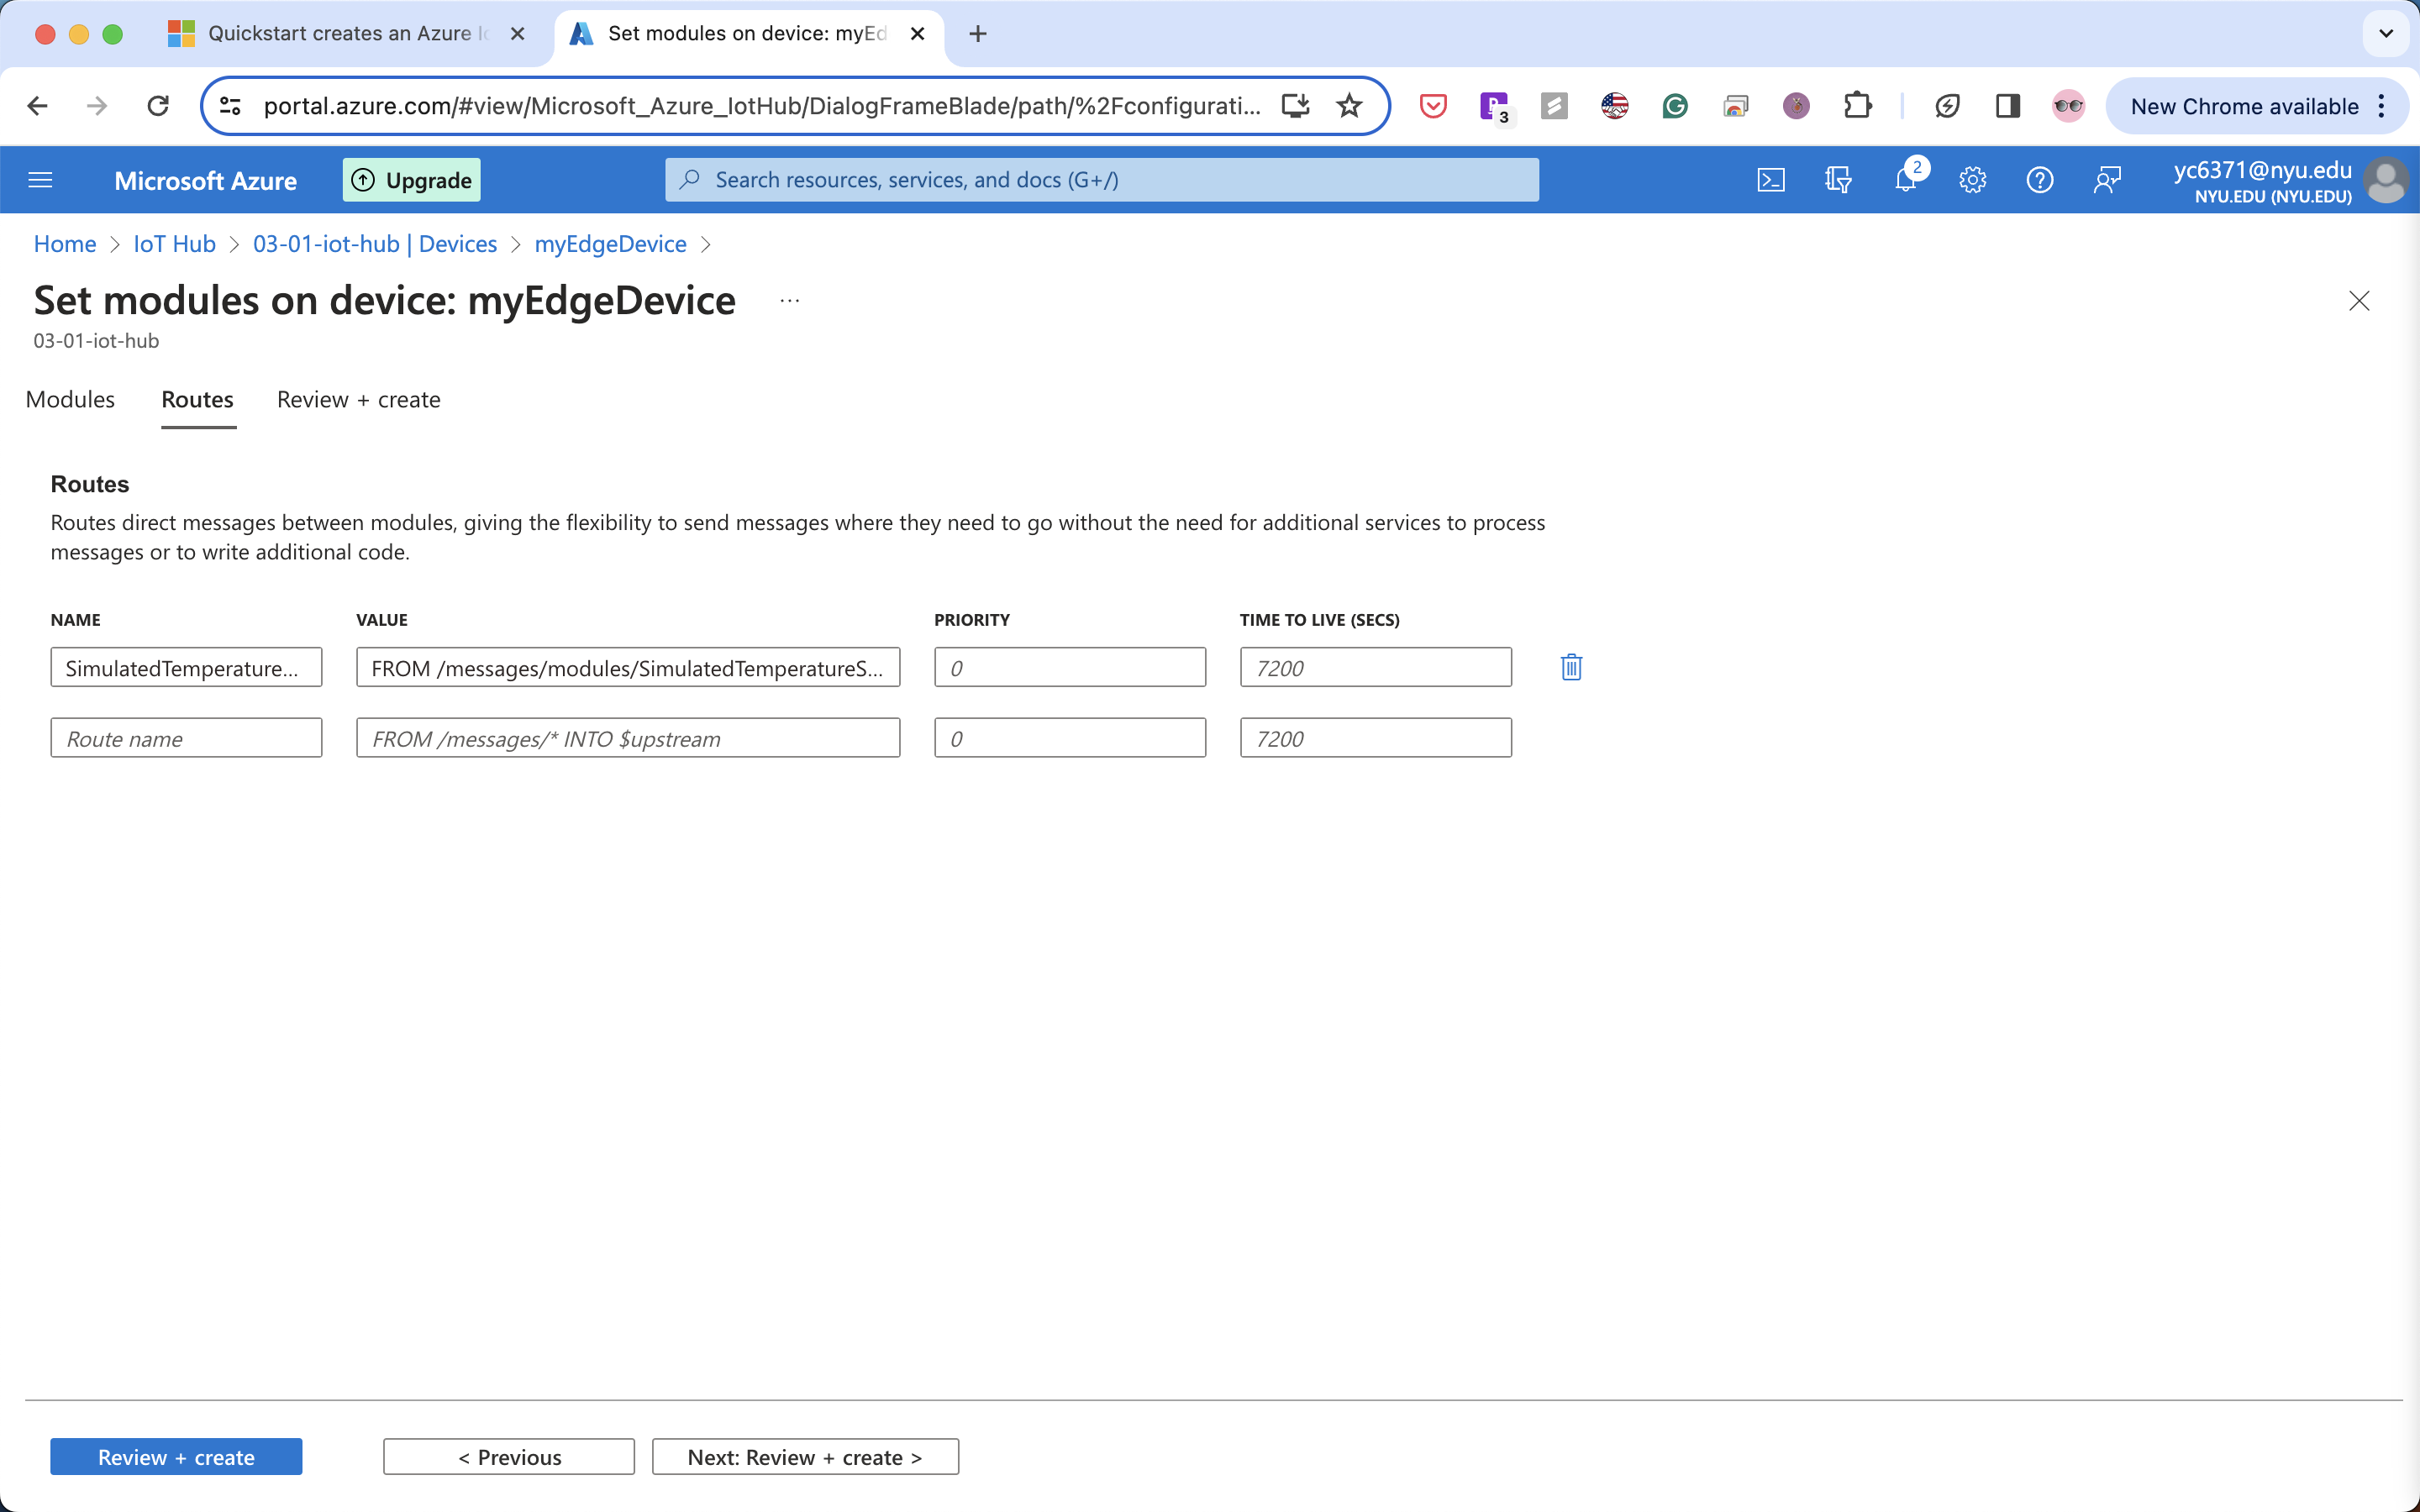 Quickstart creates an Azure Io
Set modules on device: myEd
portal.azure.com/#view/Microsoft_Azure_IotHub/DialogFrameBlade/path/%2Fconfigurati...
3
New Chrome available
Microsoft Azure
Upgrade
Search resources, services, and docs (G+/)
2
yc6371@nyu.edu
NYU.EDU (NYU.EDU)
Home > IoT Hub > 03-01-iot-hub | Devices > myEdgeDevice >
Set modules on device: myEdgeDevice ...
03-01-iot-hub
Modules Routes Review + create
Routes
Routes direct messages between modules, giving the flexibility to send messages where they need to go without the need for additional services to process
messages or to write additional code.
NAME VALUE PRIORITY TIME TO LIVE (SECS)
SimulatedTemperature... FROM /messages/modules/SimulatedTemperatureS... 0 7200
Route name FROM /messages/* INTO $upstream 0 7200
Review + create < Previous Next: Review + create >